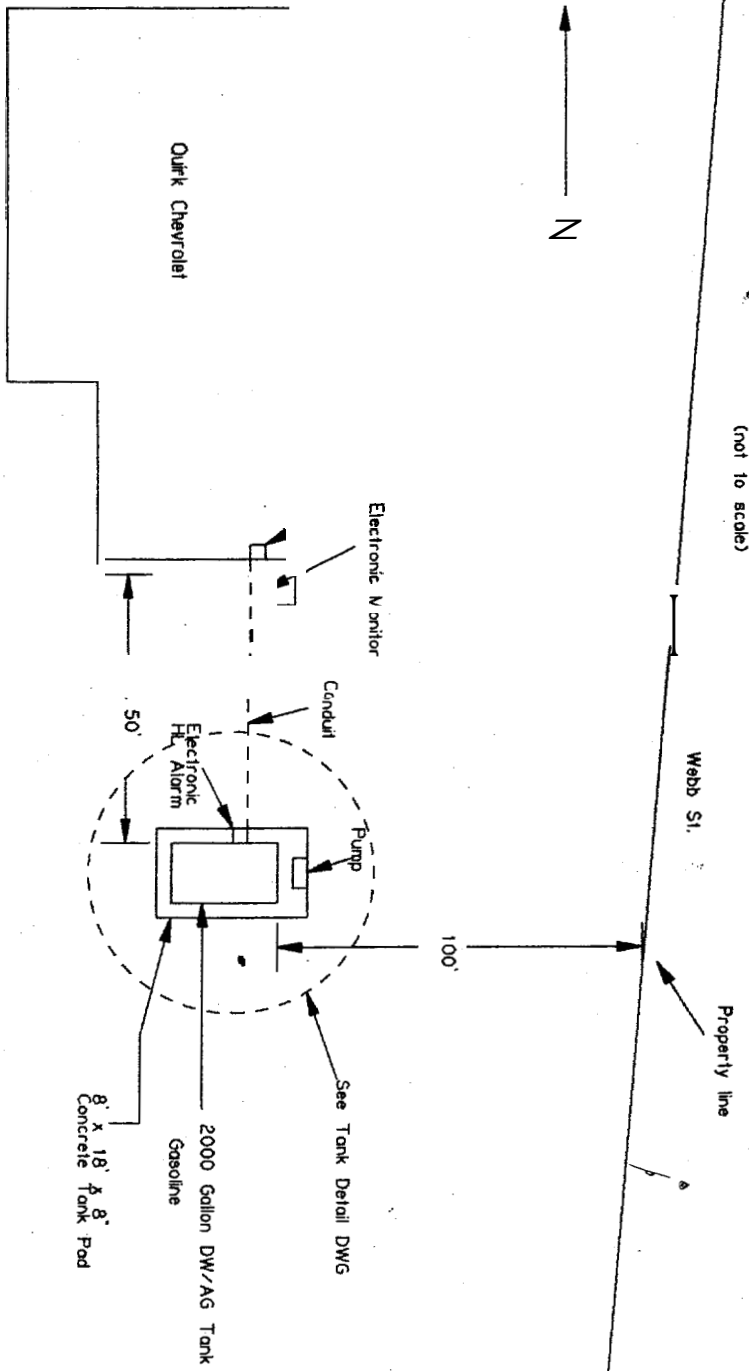 (not to scale)
Webb St.
Property line
N
Quirk Chevrolet
Electronic Monitor
Conduit
Electronic
HL Alarm
Pump
50'
100'
See Tank Detail DWG
2000 Gallon DW/AG Tank
Gasoline
8' x 18' x 8"
Concrete Tank Pad